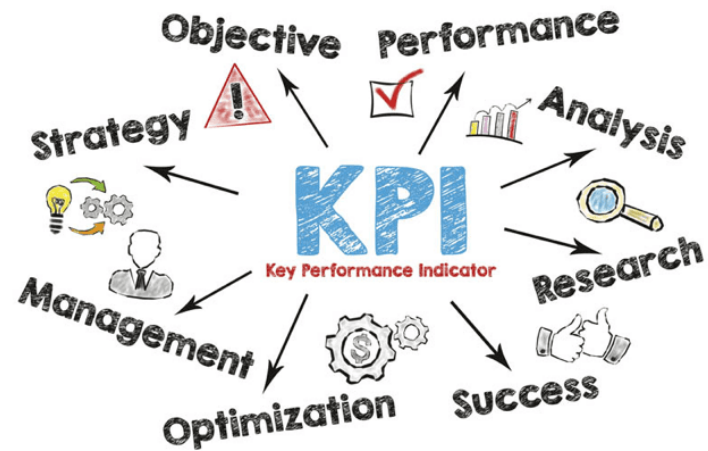 Objective
Performance
Strategy
Analysis
KPI
Key Performance Indicator
Research
Management
$
Optimization
Success